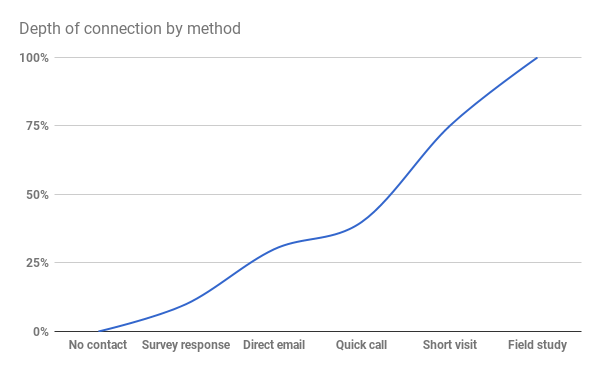 Depth of connection by method
100%
75%
50%
25%
0%
No contact Survey response Direct email Quick call Short visit Field study